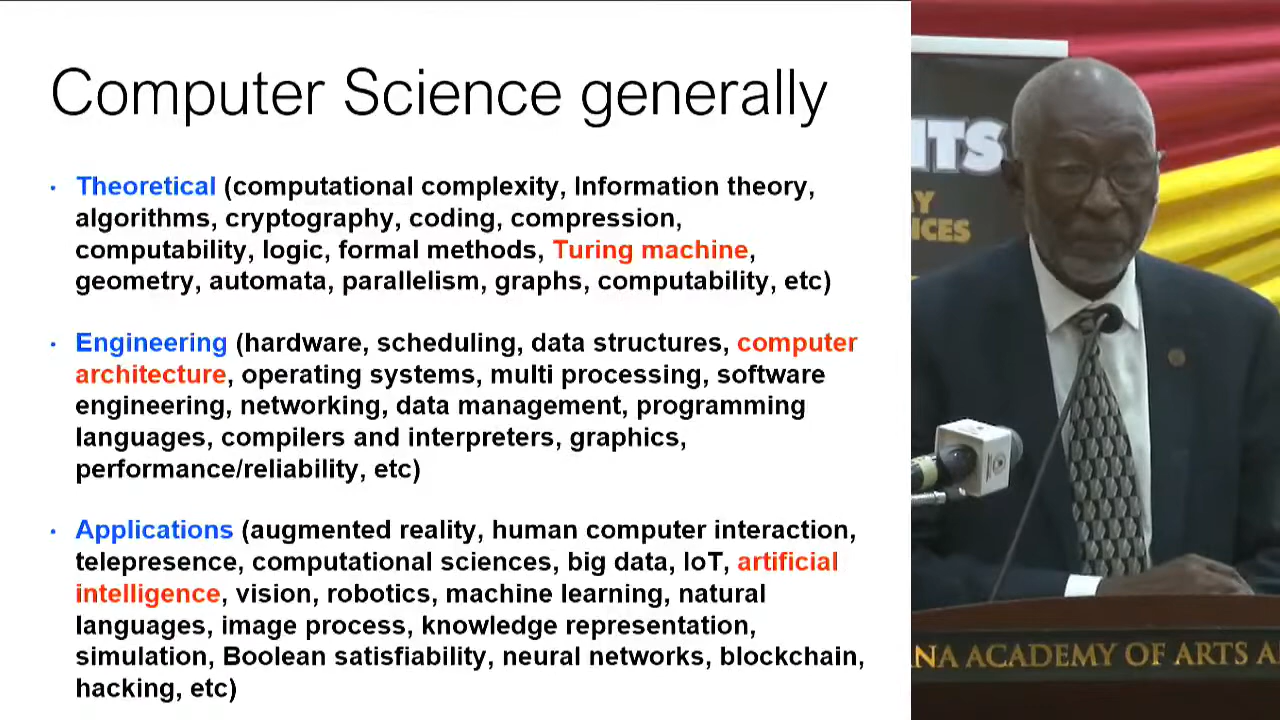 Computer Science generally
• Theoretical (computational complexity, Information theory,
algorithms, cryptography, coding, compression,
computability, logic, formal methods, Turing machine,
geometry, automata, parallelism, graphs, computability, etc)
• Engineering (hardware, scheduling, data structures, computer
architecture, operating systems, multi processing, software
engineering, networking, data management, programming
languages, compilers and interpreters, graphics,
performance/reliability, etc)
• Applications (augmented reality, human computer interaction,
telepresence, computational sciences, big data, IoT, artificial
intelligence, vision, robotics, machine learning, natural
languages, image process, knowledge representation,
simulation, Boolean satisfiability, neural networks, blockchain,
hacking, etc)
NA ACADEMY OF ARTS A